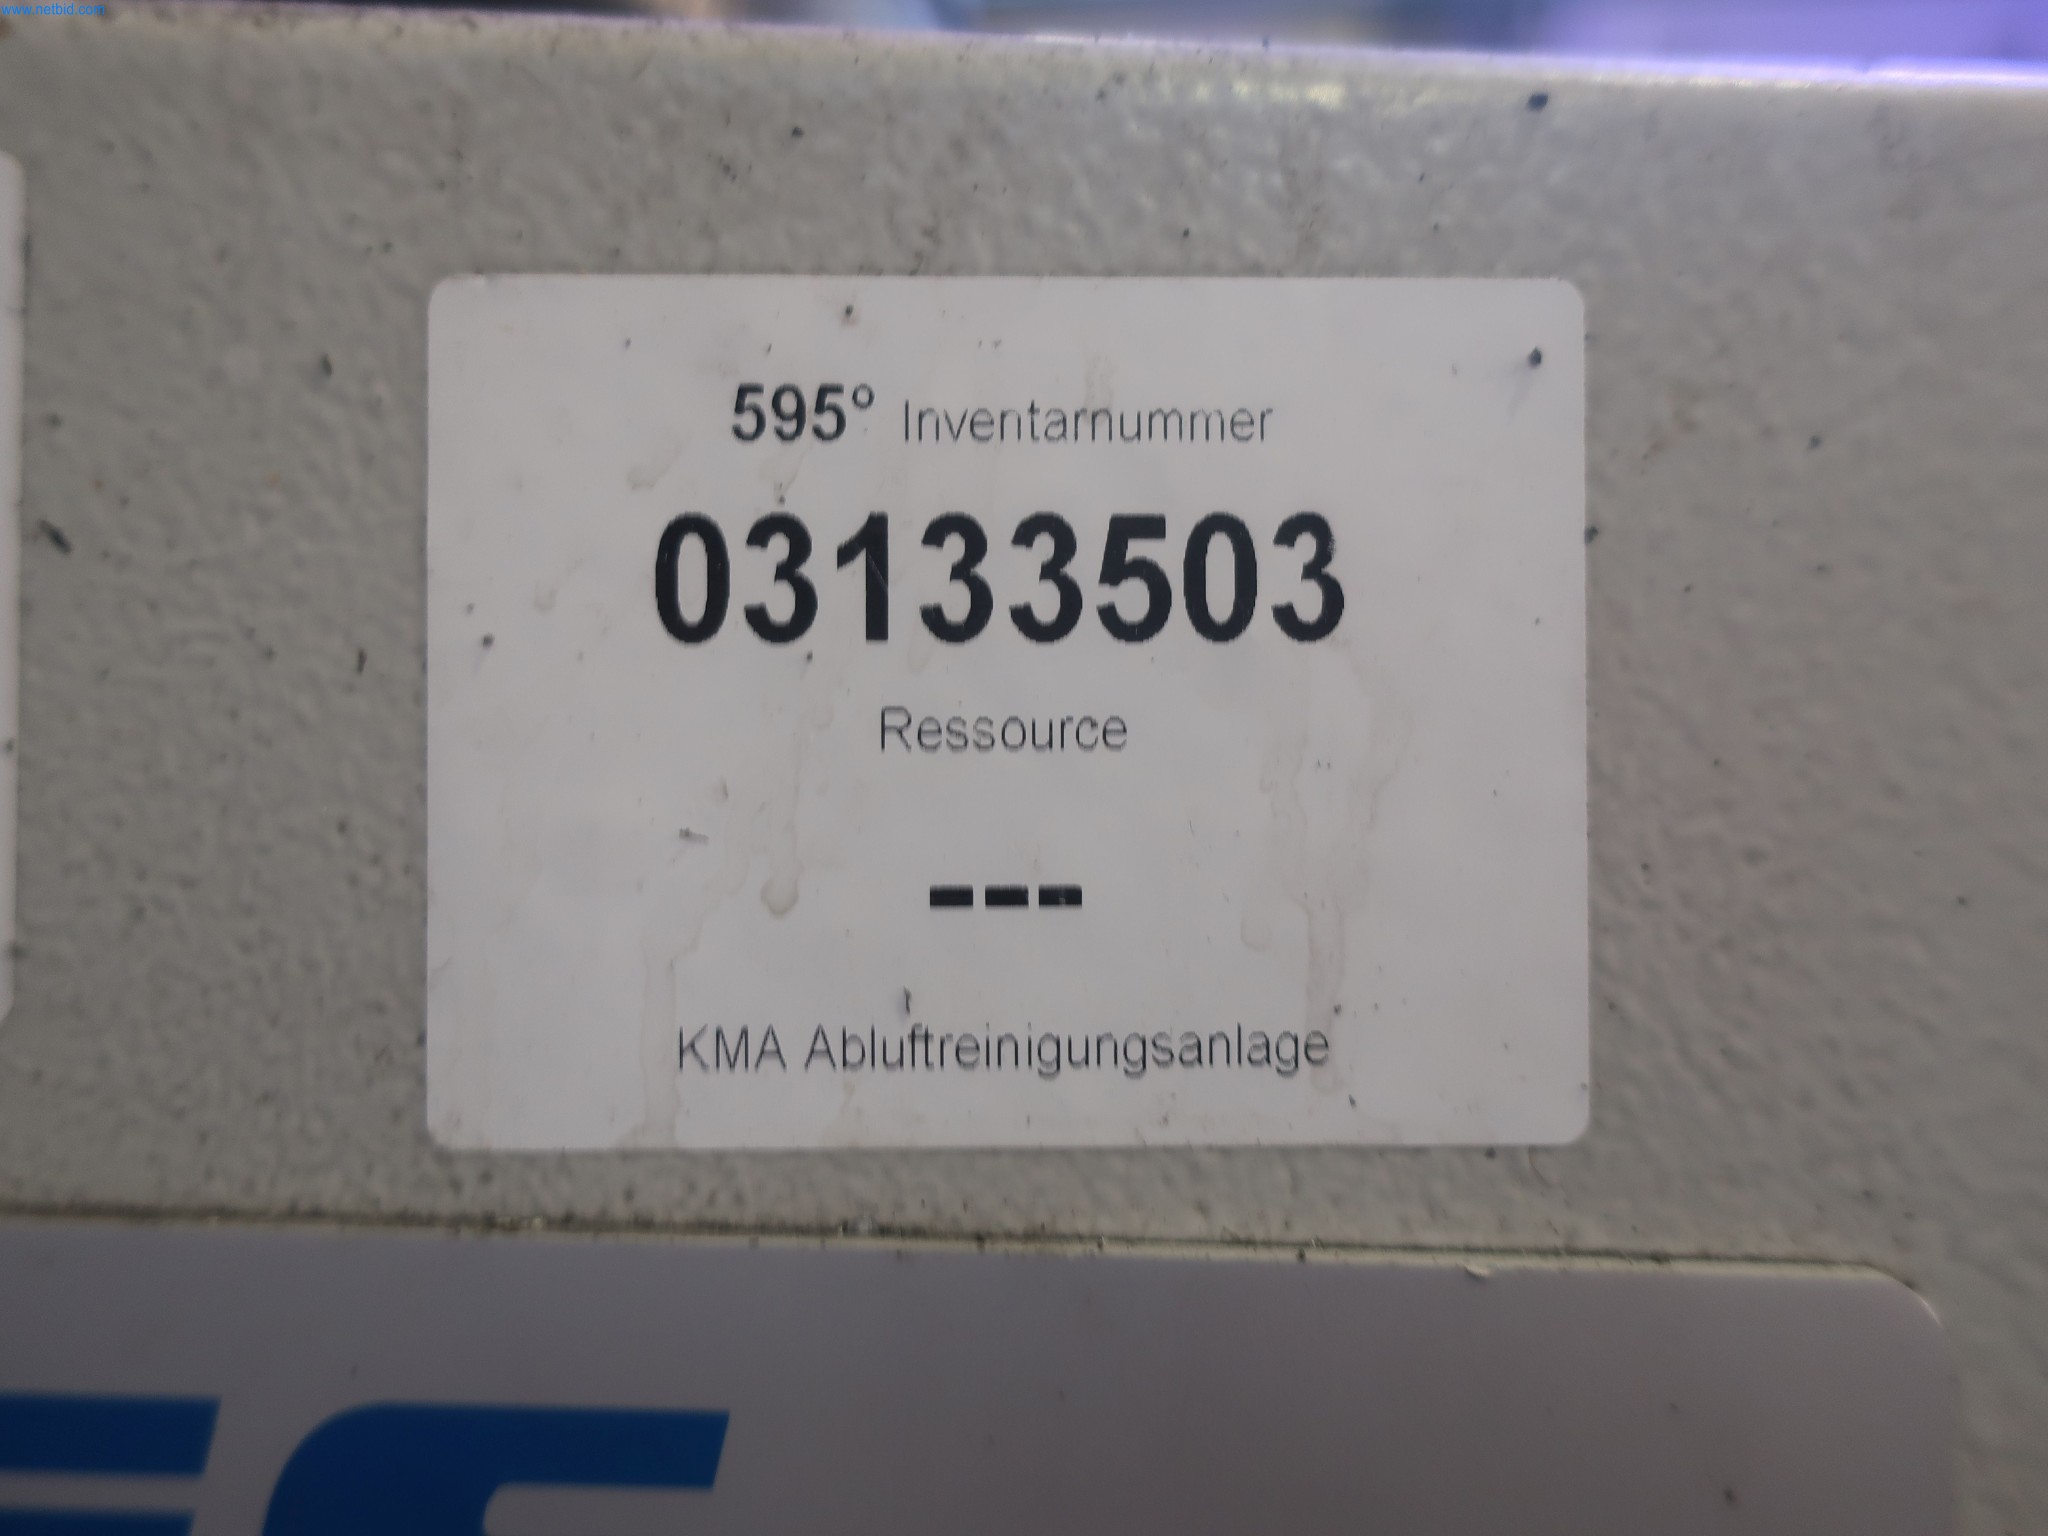 www.netbid.com
595° Inventarnummer
03133503
Ressource
---
KMA Abluftreinigungsanlage